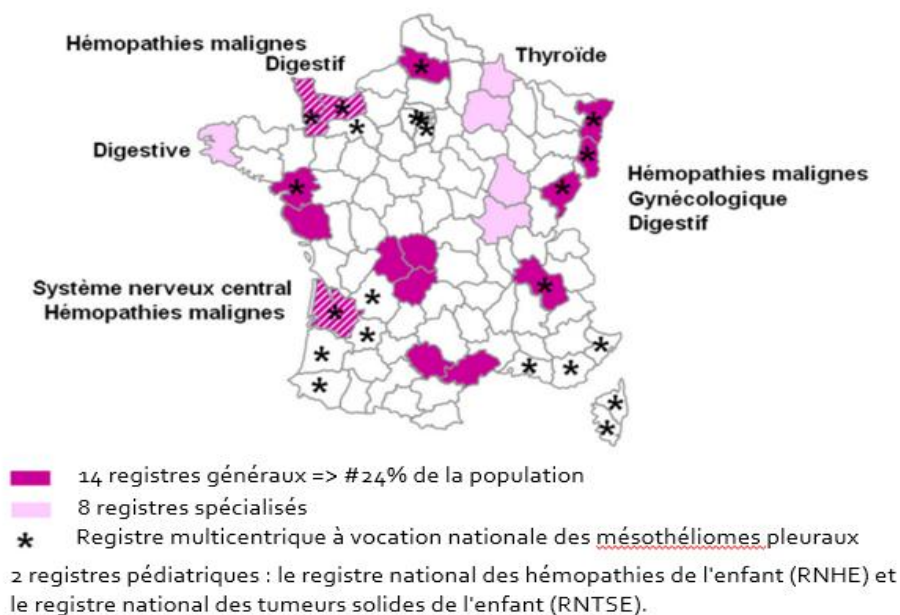 Hémopathies malignes
Digestif
Thyroïde
Digestive
Hémopathies malignes
Gynécologique
Digestif
Système nerveux central
Hémopathies malignes
14 registres généraux => #24% de la population
8 registres spécialisés
* Registre multicentrique à vocation nationale des mésothéliomes pleuraux
2 registres pédiatriques : le registre national des hémopathies de l'enfant (RNHE) et
le registre national des tumeurs solides de l'enfant (RNTSE).